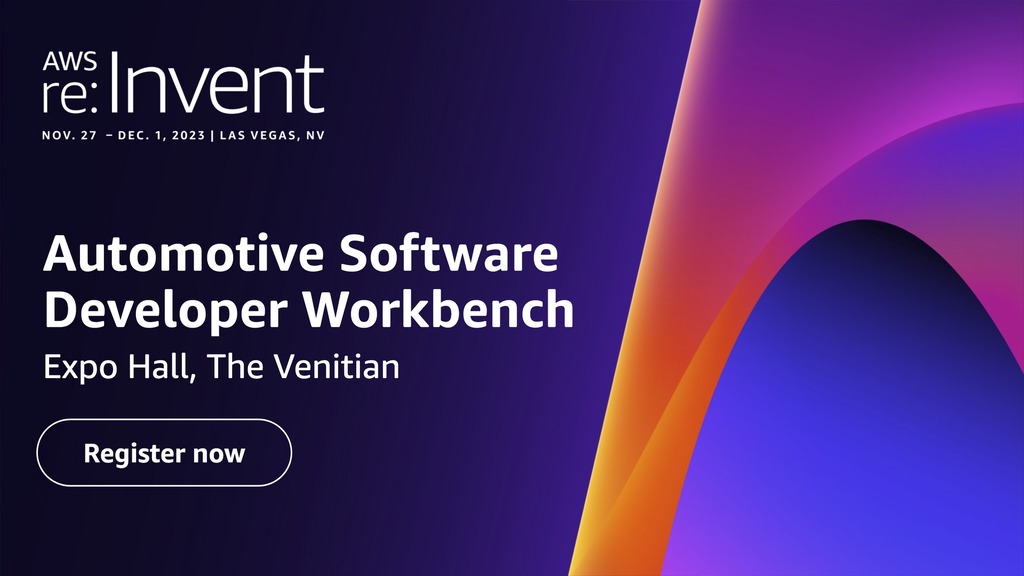 AWS
re:Invent
NOV. 27 – DEC. 1, 2023 | LAS VEGAS, NV
Automotive Software
Developer Workbench
Expo Hall, The Venitian
Register now